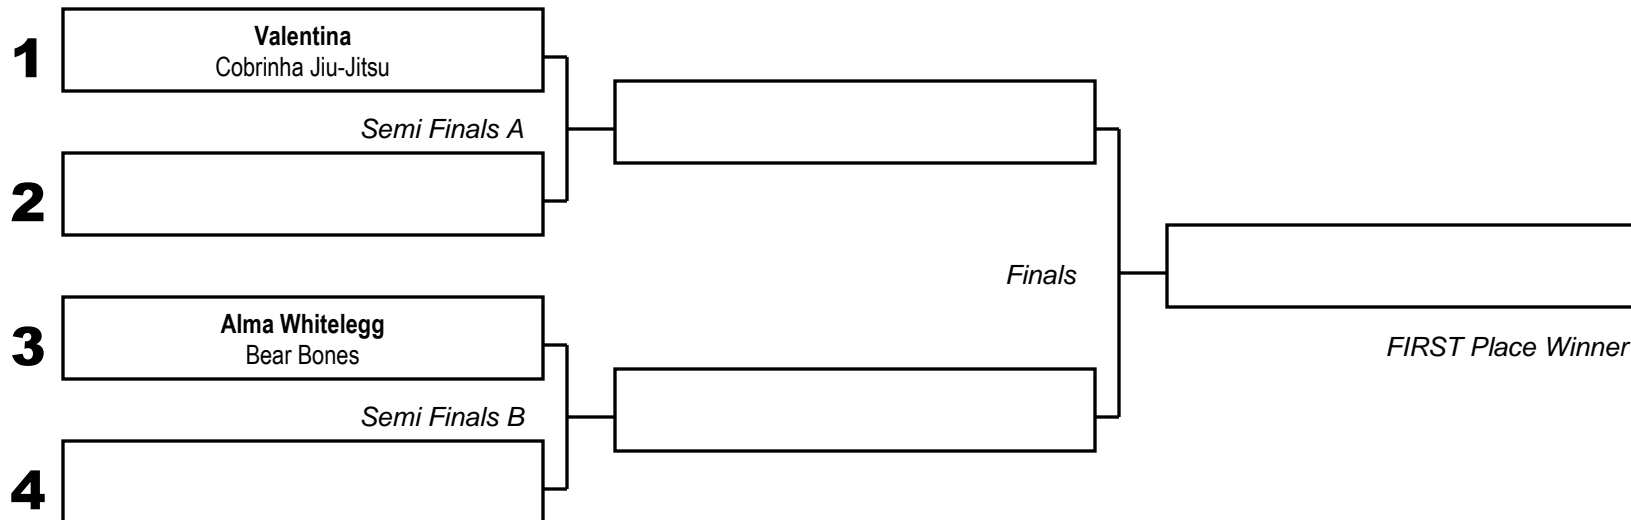 1
Valentina
Cobrinha Jiu-Jitsu
Semi Finals A
2
Finals
3
Alma Whitelegg
Bear Bones
FIRST Place Winner
Semi Finals B
4